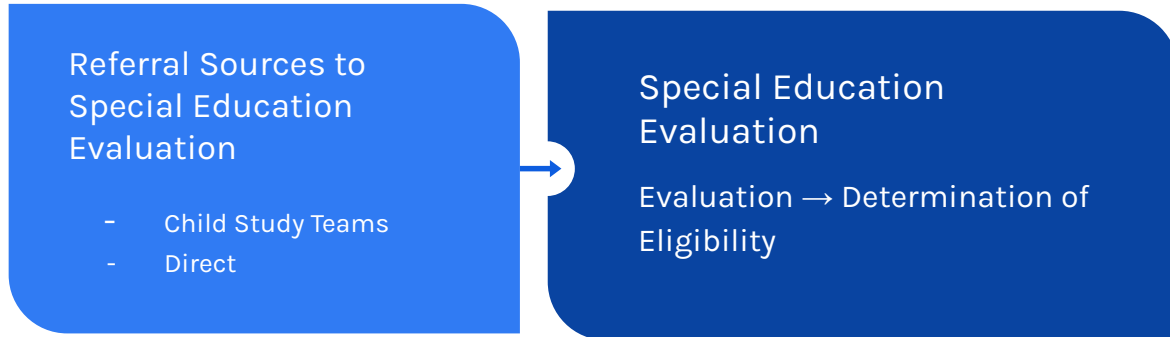 Referral Sources to
Special Education
Evaluation
- Child Study Teams
- Direct
Special Education
Evaluation
Evaluation → Determination of
Eligibility